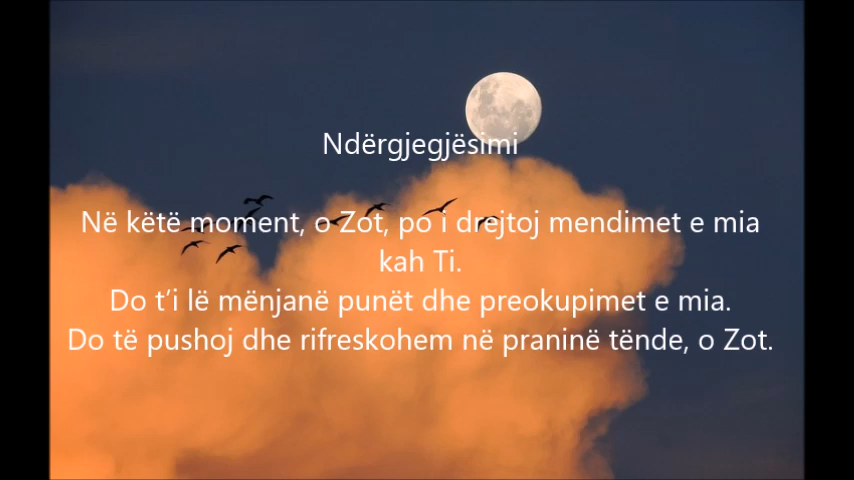 Ndërgjegjësimi
Në këtë moment, o Zot, po i drejtoj mendimet e mia
kah Ti.
Do t’i lë mënjanë punët dhe preokupimet e mia.
Do të pushoj dhe rifreskohem në praninë tënde, o Zot.